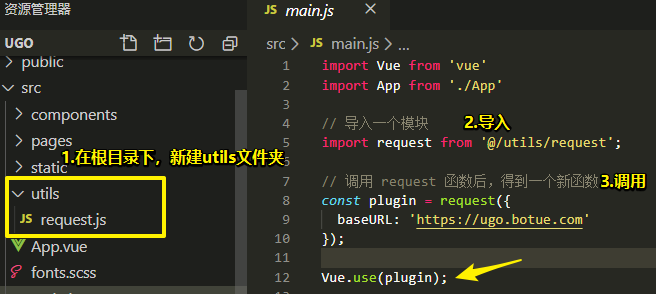 资源管理器
UGO
public
src
components
pages
static
1.在根目录下，新建utils文件夹
utils
JS request.js
App.vue
fonts.scss
JS main.js
src > JS main.js > ...
1 import Vue from 'vue'
2 import App from './App'
3
4 // 导入一个模块 2.导入
5 import request from '@/utils/request';
6
7 // 调用 request 函数后，得到一个新函数 3.调用
8 const plugin = request({
9 baseURL: 'https://ugo.botue.com'
10 });
11
12 Vue.use(plugin);